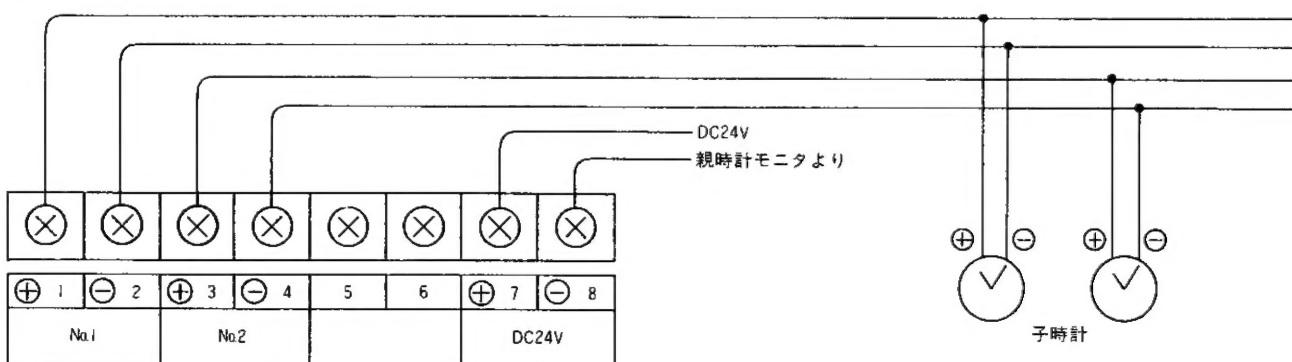 DC24V
親時計モニタより
⊕ ⊖ ⊕ ⊖
⊕ 1 ⊖ 2 ⊕ 3 ⊖ 4 5 6 ⊕ 7 ⊖ 8
No.1 No.2 DC24V
子時計